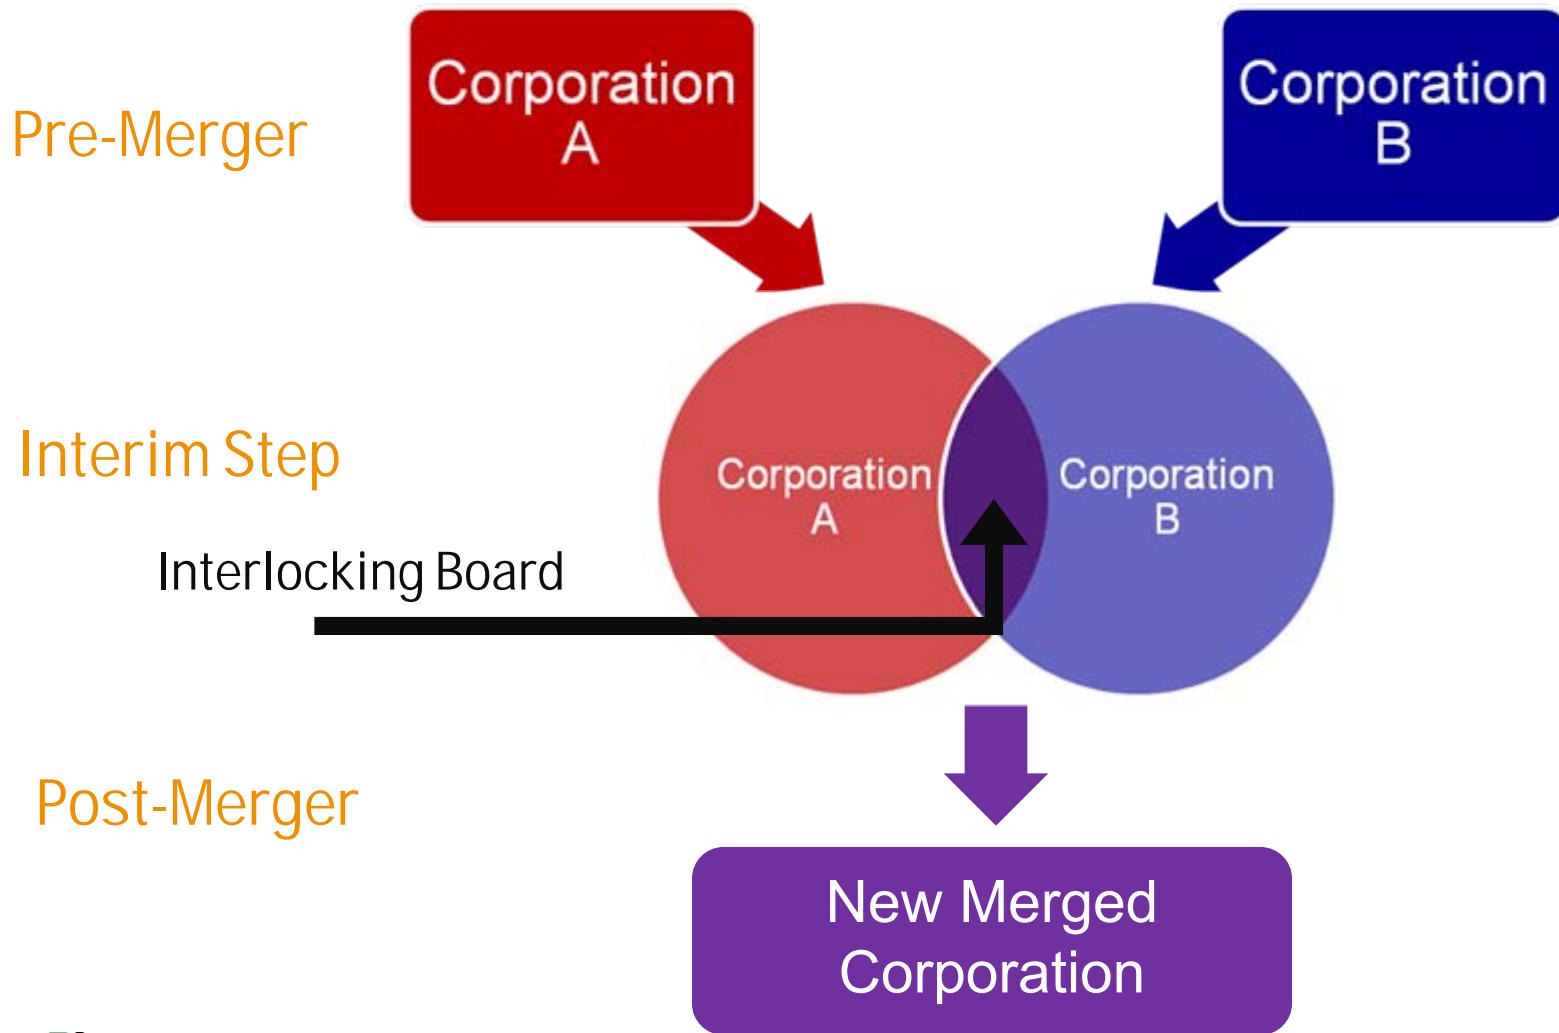 Pre-Merger
Corporation
A
Corporation
B
Interim Step
Corporation
A
Corporation
B
Interlocking Board
Post-Merger
New Merged
Corporation